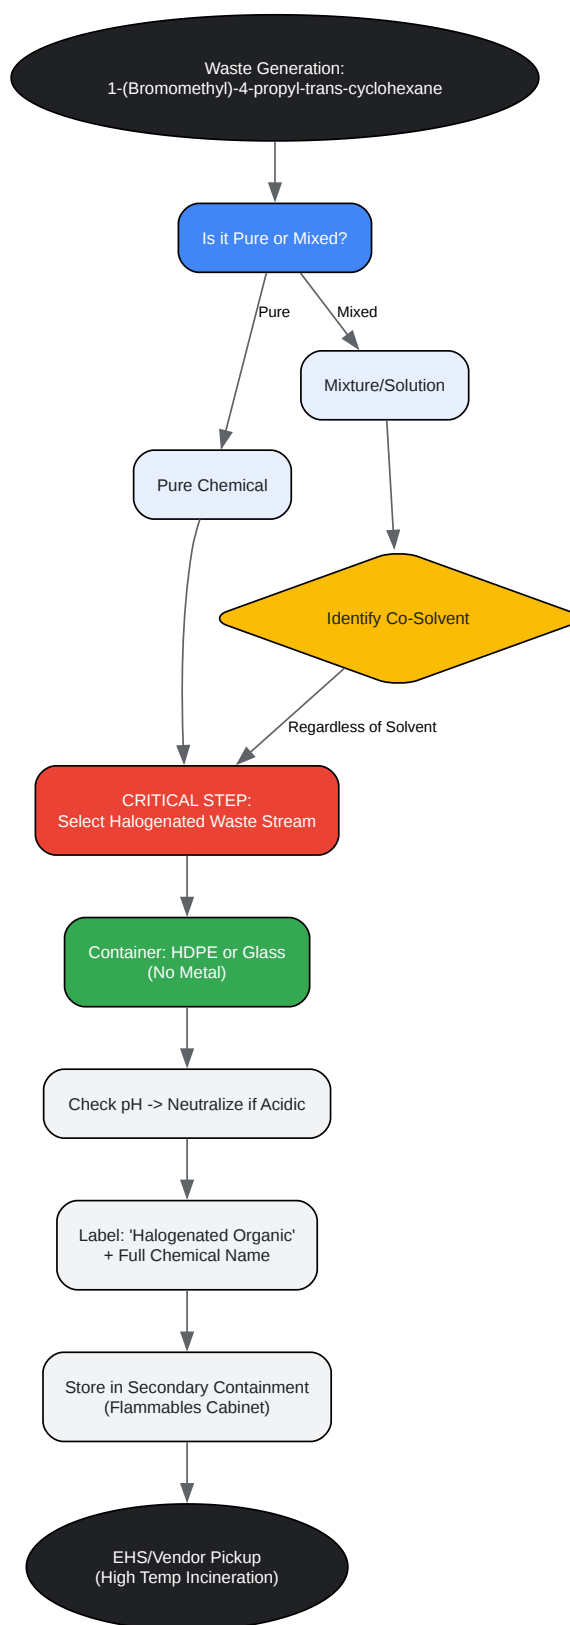 Waste Generation:
1-(Bromomethyl)-4-propyl-trans-cyclohexane
Is it Pure or Mixed?
Pure
Mixed
Mixture/Solution
Pure Chemical
Identify Co-Solvent
Regardless of Solvent
CRITICAL STEP:
Select Halogenated Waste Stream
Container: HDPE or Glass
(No Metal)
Check pH -> Neutralize if Acidic
Label: 'Halogenated Organic'
+ Full Chemical Name
Store in Secondary Containment
(Flammables Cabinet)
EHS/Vendor Pickup
(High Temp Incineration)